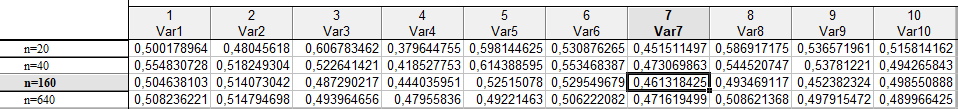 1 2 3 4 5 6 7 8 9 10
Var1 Var2 Var3 Var4 Var5 Var6 Var7 Var8 Var9 Var10
n=20 0,500178964 0,48045618 0,606783462 0,379644755 0,598144625 0,530876265 0,451511497 0,586917175 0,536571961 0,515814162
n=40 0,554830728 0,518249304 0,522641421 0,418527753 0,614388595 0,553468387 0,473069863 0,544520747 0,53781221 0,494265843
n=160 0,504638103 0,514073042 0,487290217 0,444035951 0,52515078 0,529549679 0,461318425 0,493469117 0,452382324 0,498550888
n=640 0,508236221 0,514794698 0,493964656 0,47955836 0,49221463 0,506222082 0,471619499 0,508621368 0,497915472 0,489966425